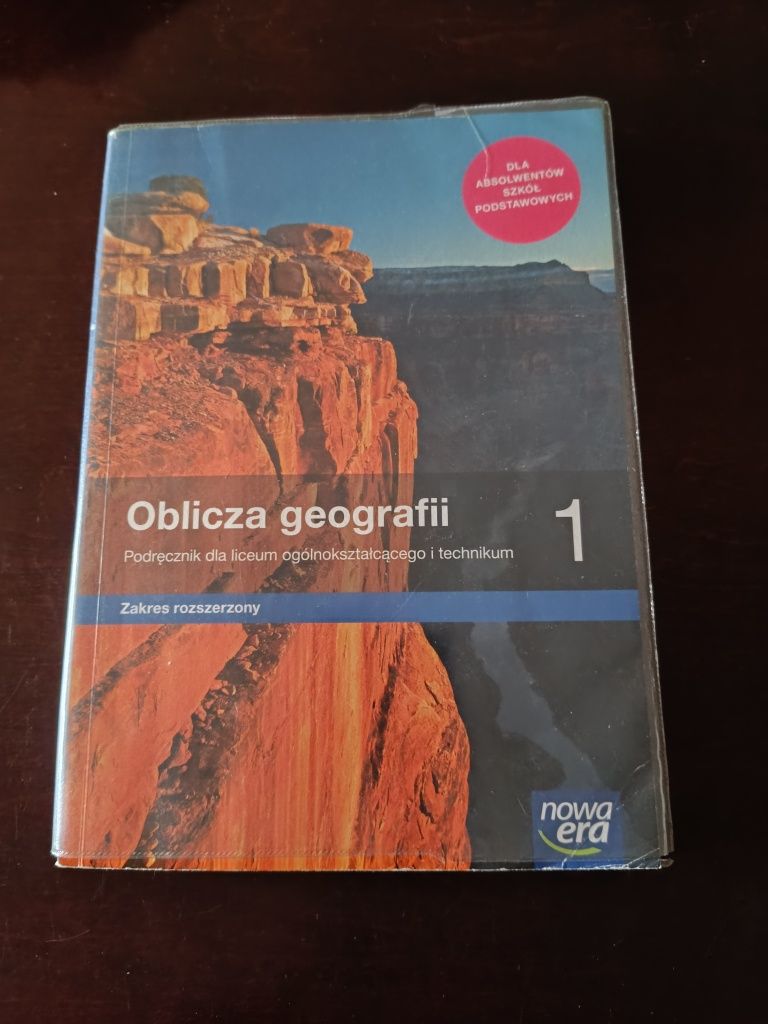 DLA
ABSOLWENTÓW
SZKÓŁ
PODSTAWOWYCH
Oblicza geografii 1
Podręcznik dla liceum ogólnokształcącego i technikum
Zakres rozszerzony
nowa
era